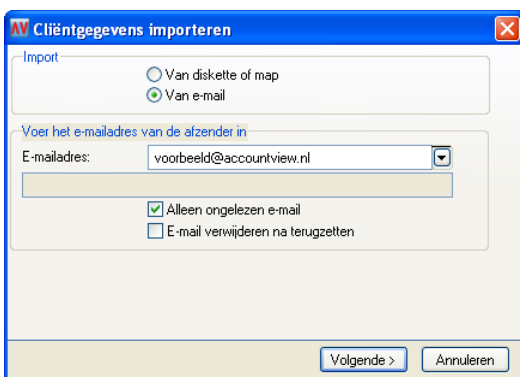 AV Cliëntgegevens importeren
Import
Van diskette of map
Van e-mail
Voer het e-mailadres van de afzender in
E-mailadres: voorbeeld@accountview.nl
Alleen ongelezen e-mail
E-mail verwijderen na terugzetten
Volgende > Annuleren